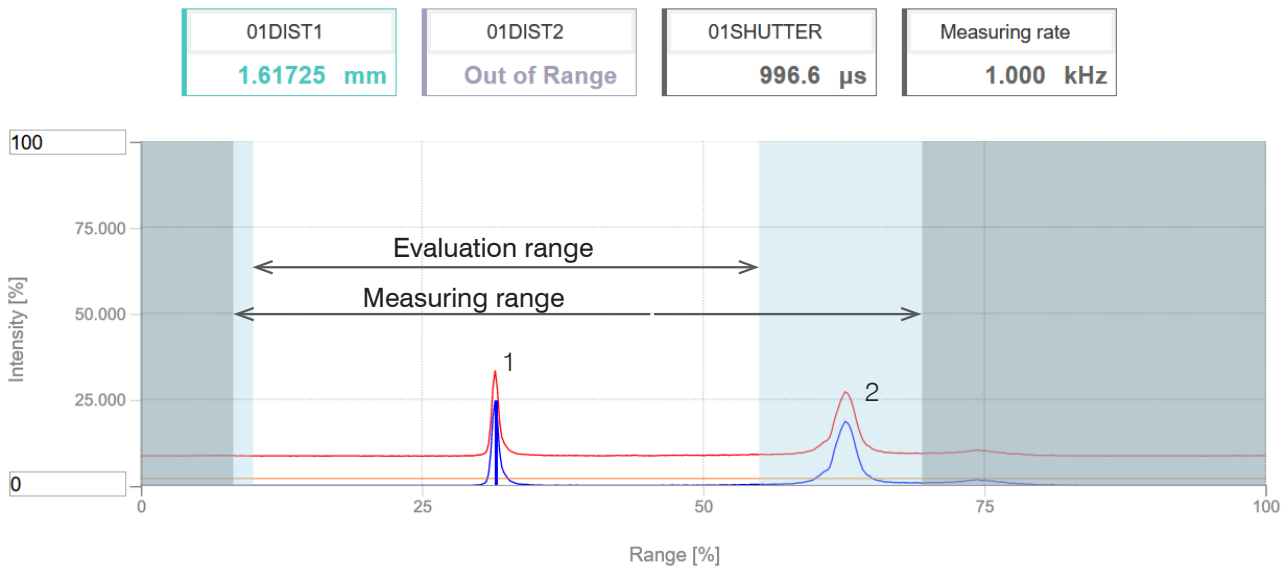 01DIST1
1.61725 mm
01DIST2
Out of Range
01SHUTTER
996.6 µs
Measuring rate
1.000 kHz
100
75.000
50.000
25.000
0
Intensity [%]
Evaluation range
Measuring range
1
2
0 25 50 75 100
Range [%]